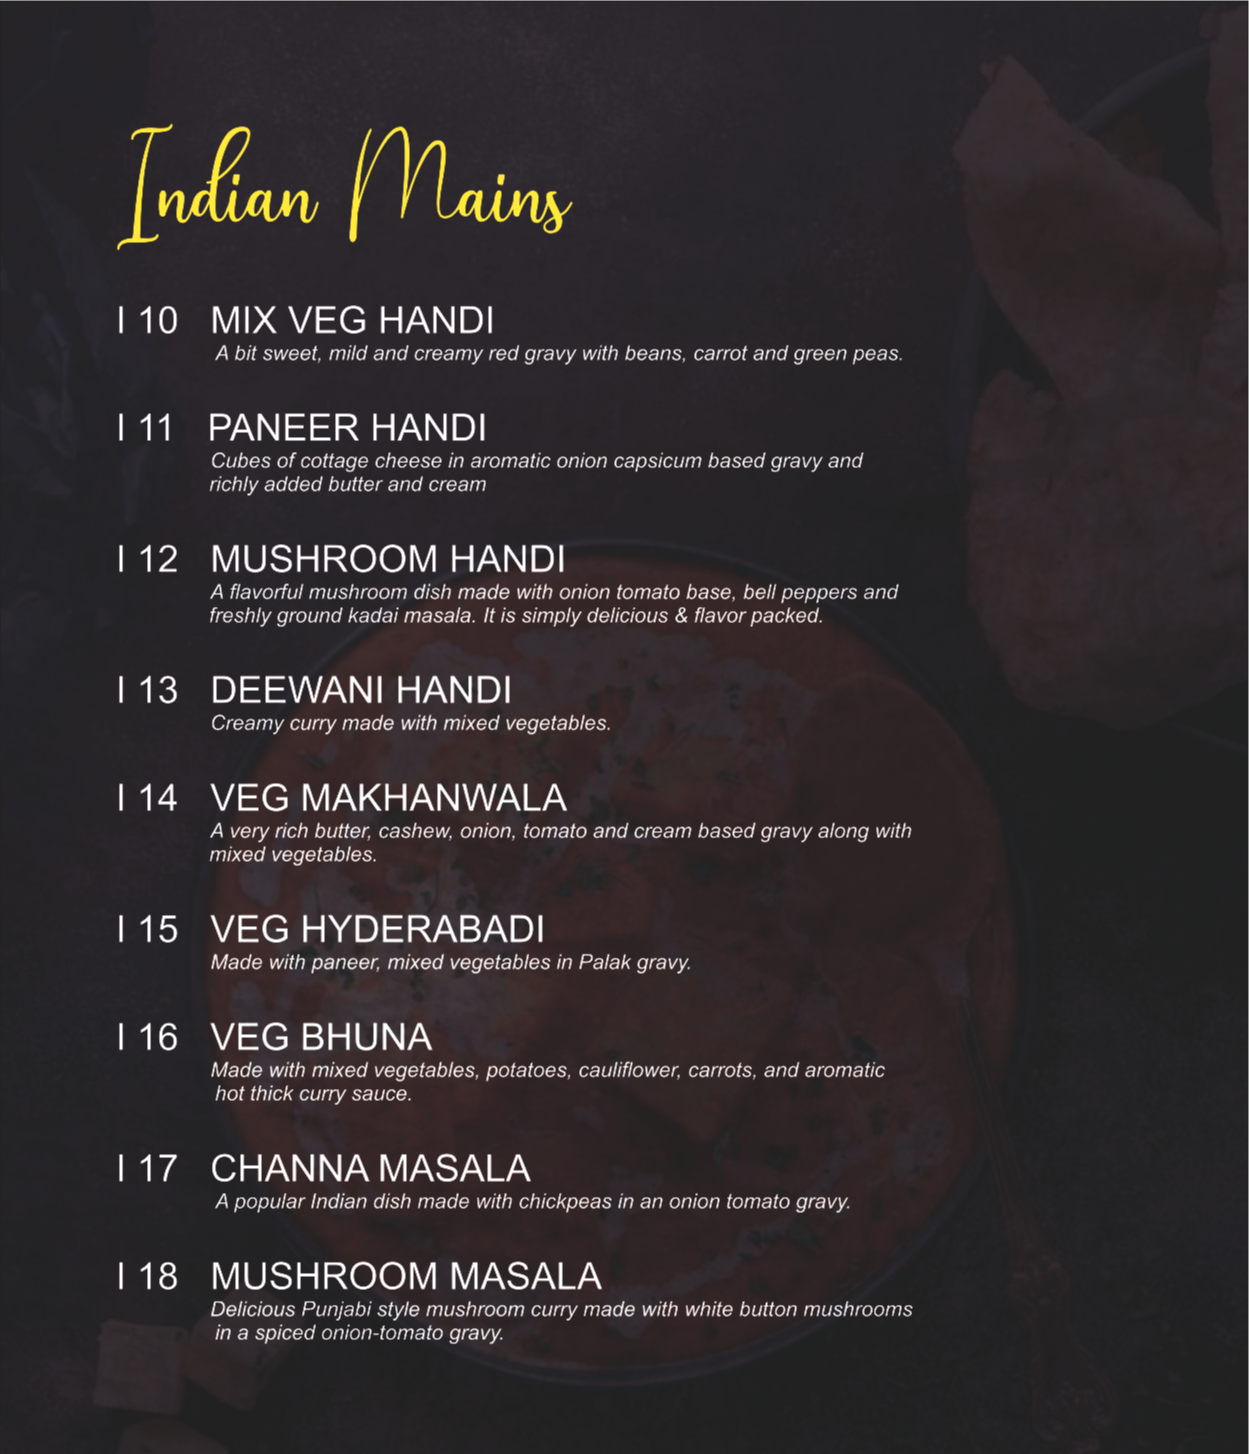 Indian Mains
I 10 MIX VEG HANDI
A bit sweet, mild and creamy red gravy with beans, carrot and green peas.
I 11 PANEER HANDI
Cubes of cottage cheese in aromatic onion capsicum based gravy and
richly added butter and cream
I 12 MUSHROOM HANDI
A flavorful mushroom dish made with onion tomato base, bell peppers and
freshly ground kadai masala. It is simply delicious & flavor packed.
I 13 DEEWANI HANDI
Creamy curry made with mixed vegetables.
I 14 VEG MAKHANWALA
A very rich butter, cashew, onion, tomato and cream based gravy along with
mixed vegetables.
I 15 VEG HYDERABADI
Made with paneer, mixed vegetables in Palak gravy.
I 16 VEG BHUNA
Made with mixed vegetables, potatoes, cauliflower, carrots, and aromatic
hot thick curry sauce.
I 17 CHANNA MASALA
A popular Indian dish made with chickpeas in an onion tomato gravy.
I 18 MUSHROOM MASALA
Delicious Punjabi style mushroom curry made with white button mushrooms
in a spiced onion-tomato gravy.